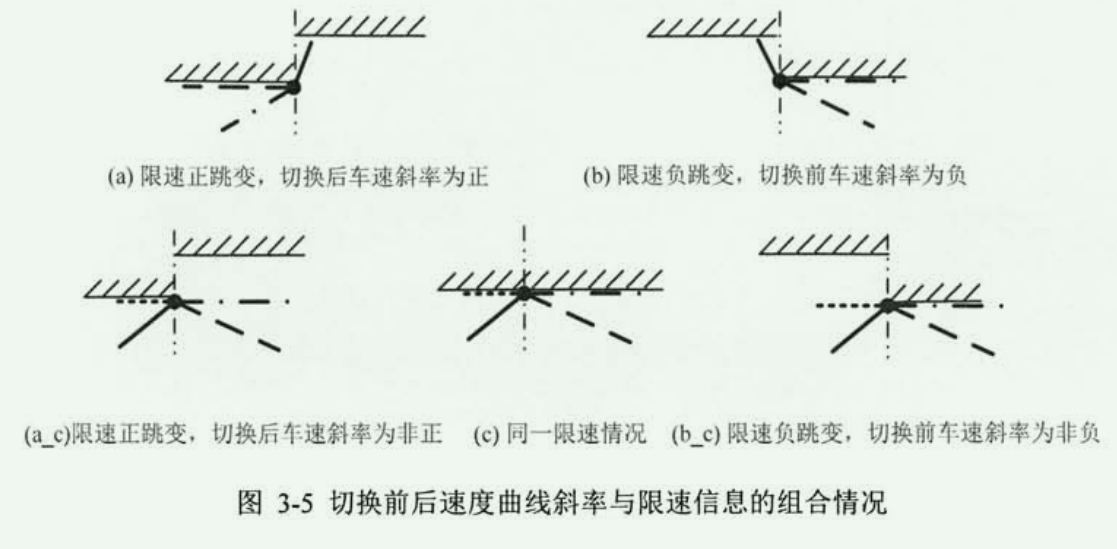 (a) 限速正跳变，切换后车速斜率为正
(b) 限速负跳变，切换前车速斜率为负
(a_c)限速正跳变，切换后车速斜率为非正
(c) 同一限速情况
(b_c) 限速负跳变，切换前车速斜率为非负
图 3-5 切换前后速度曲线斜率与限速信息的组合情况